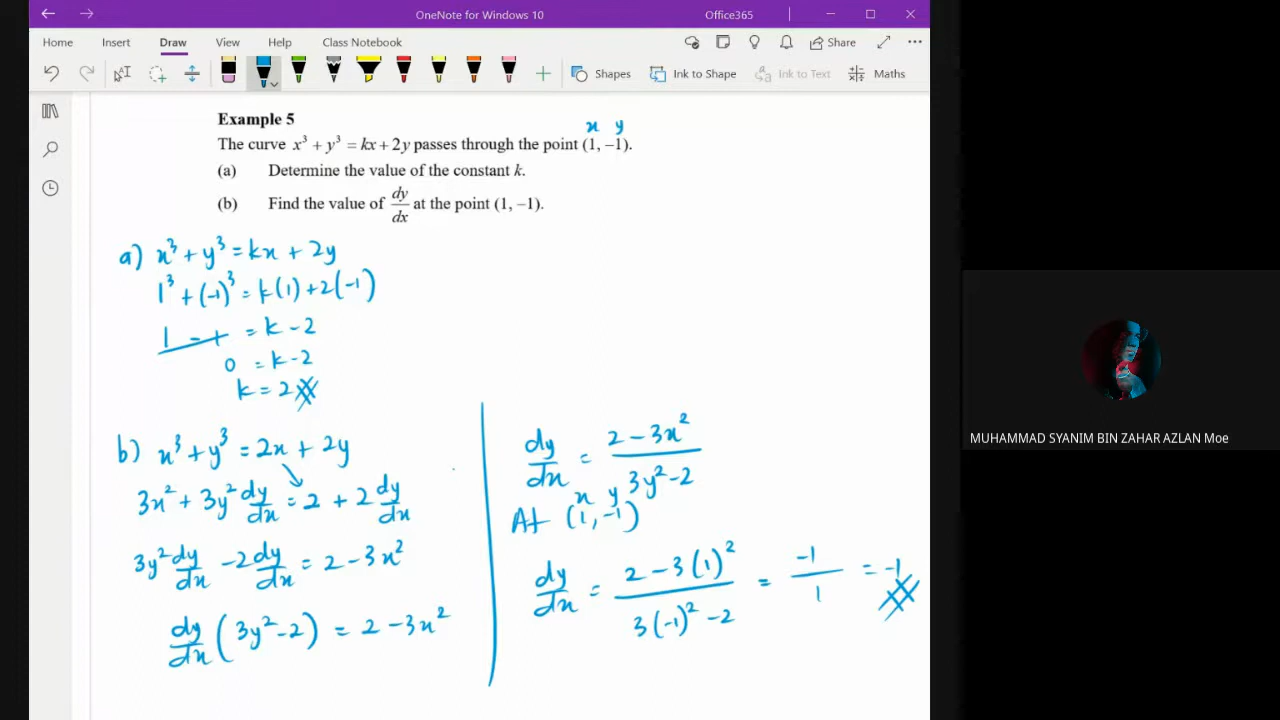 OneNote for Windows 10
Office365
Home Insert Draw View Help Class Notebook
Share
Shapes
Ink to Shape
Ink to Text
Maths
Example 5
x y
The curve x³ + y³ = kx + 2y passes through the point (1, −1).
(a) Determine the value of the constant k.
(b) Find the value of dy/dx at the point (1, −1).
a) x³ + y³ = kx + 2y
1³ + (-1)³ = k(1) + 2(-1)
1 - 1 = k - 2
0 = k - 2
k = 2
b) x³ + y³ = 2x + 2y
3x² + 3y² dy/dx = 2 + 2 dy/dx
3y² dy/dx - 2 dy/dx = 2 - 3x²
dy/dx (3y² - 2) = 2 - 3x²
dy/dx = (2 - 3x²)/(3y² - 2)
x y
At (1, -1)
dy/dx = (2 - 3(1)²)/(3(-1)² - 2) = -1/1 = -1
MUHAMMAD SYANIM BIN ZAHAR AZLAN Moe